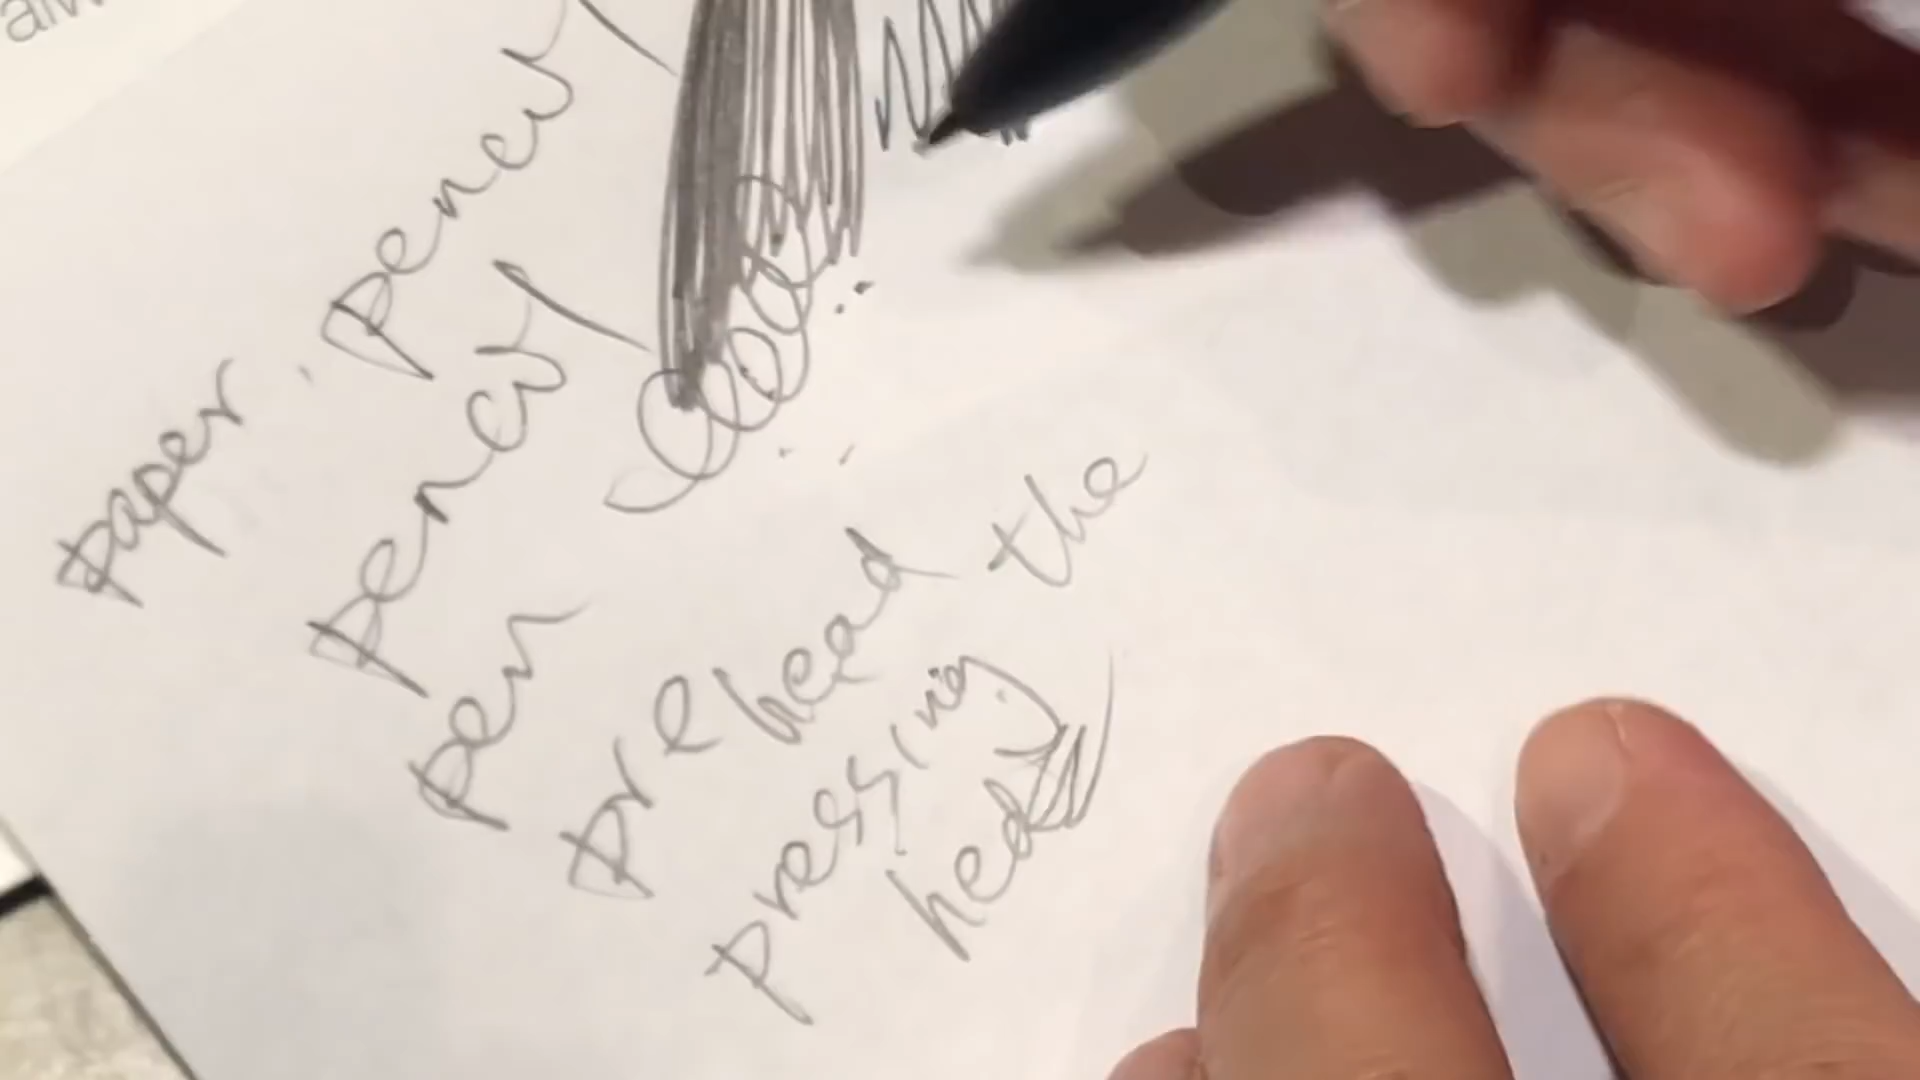 paper. pencil
pencil
pen
pre head the
pressing
head